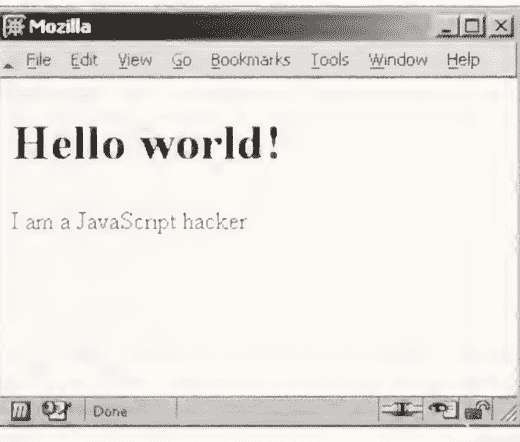 Mozilla
File Edit View Go Bookmarks Tools Window Help
Hello world!
I am a JavaScript hacker
Done